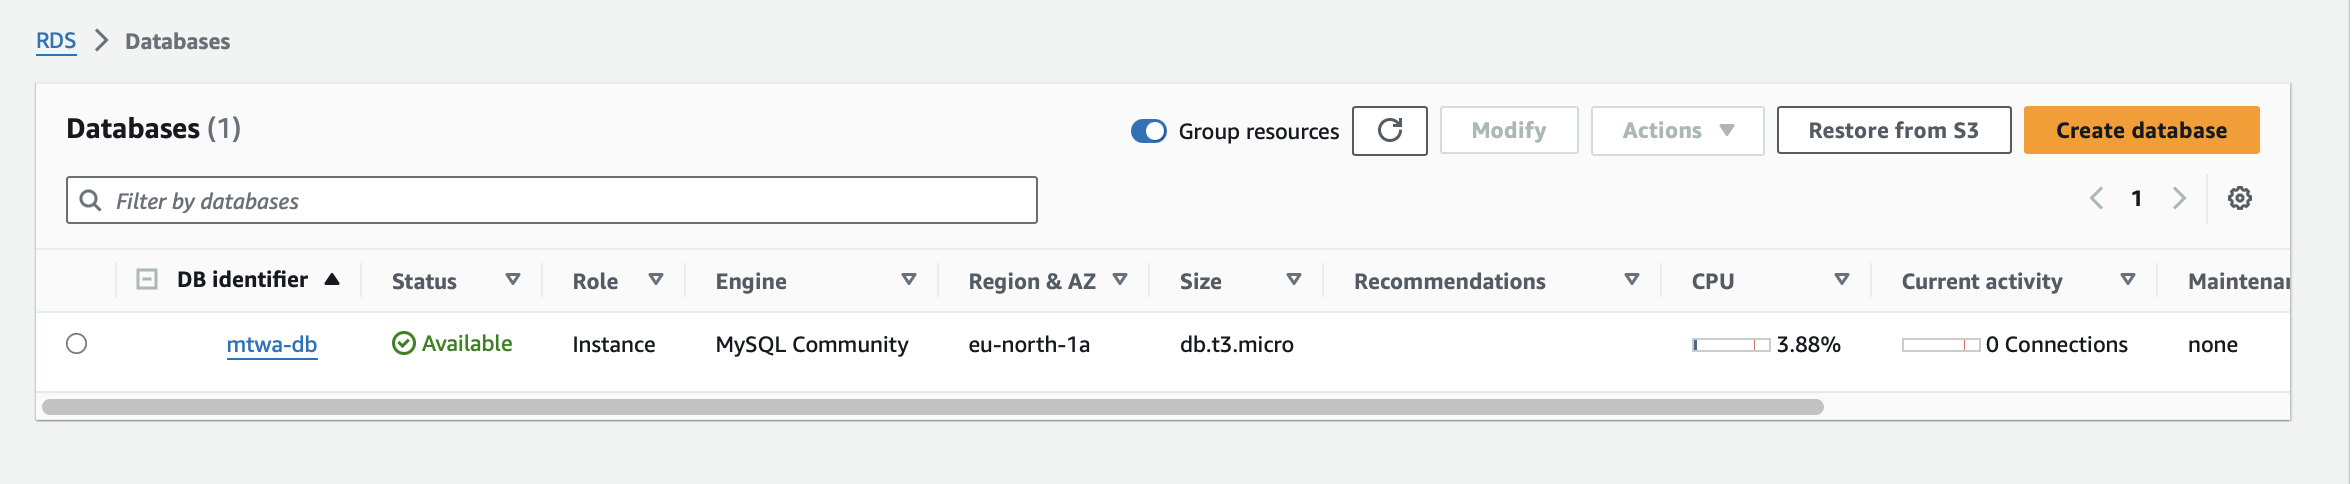 RDS > Databases
Databases (1)
Group resources
Modify
Actions
Restore from S3
Create database
Filter by databases
1
DB identifier Status Role Engine Region & AZ Size Recommendations CPU Current activity Maintenan
mtwa-db Available Instance MySQL Community eu-north-1a db.t3.micro 3.88% 0 Connections none